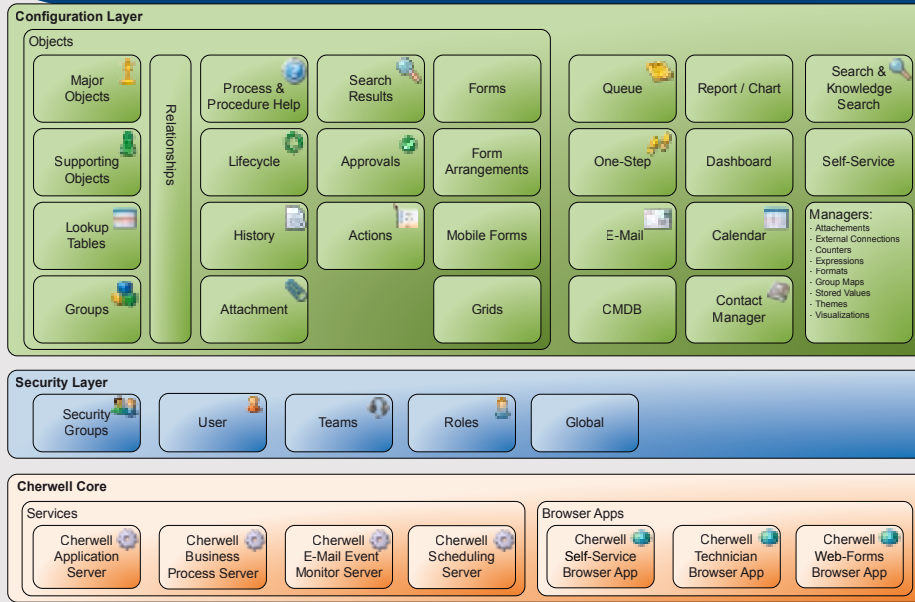 Configuration Layer
Objects
Major
Objects
Supporting
Objects
Lookup
Tables
Groups
Relationships
Process &
Procedure Help
Search
Results
Forms
Lifecycle
Approvals
Form
Arrangements
History
Actions
Mobile Forms
Attachment
Grids
Queue
Report / Chart
Search &
Knowledge
Search
One-Step
Dashboard
Self-Service
E-Mail
Calendar
CMDB
Contact
Manager
Managers:
- Attachements
- External Connections
- Counters
- Expressions
- Formats
- Group Maps
- Stored Values
- Themes
- Visualizations
Security Layer
Security
Groups
User
Teams
Roles
Global
Cherwell Core
Services
Cherwell
Application
Server
Cherwell
Business
Process Server
Cherwell
E-Mail Event
Monitor Server
Cherwell
Scheduling
Server
Browser Apps
Cherwell
Self-Service
Browser App
Cherwell
Technician
Browser App
Cherwell
Web-Forms
Browser App